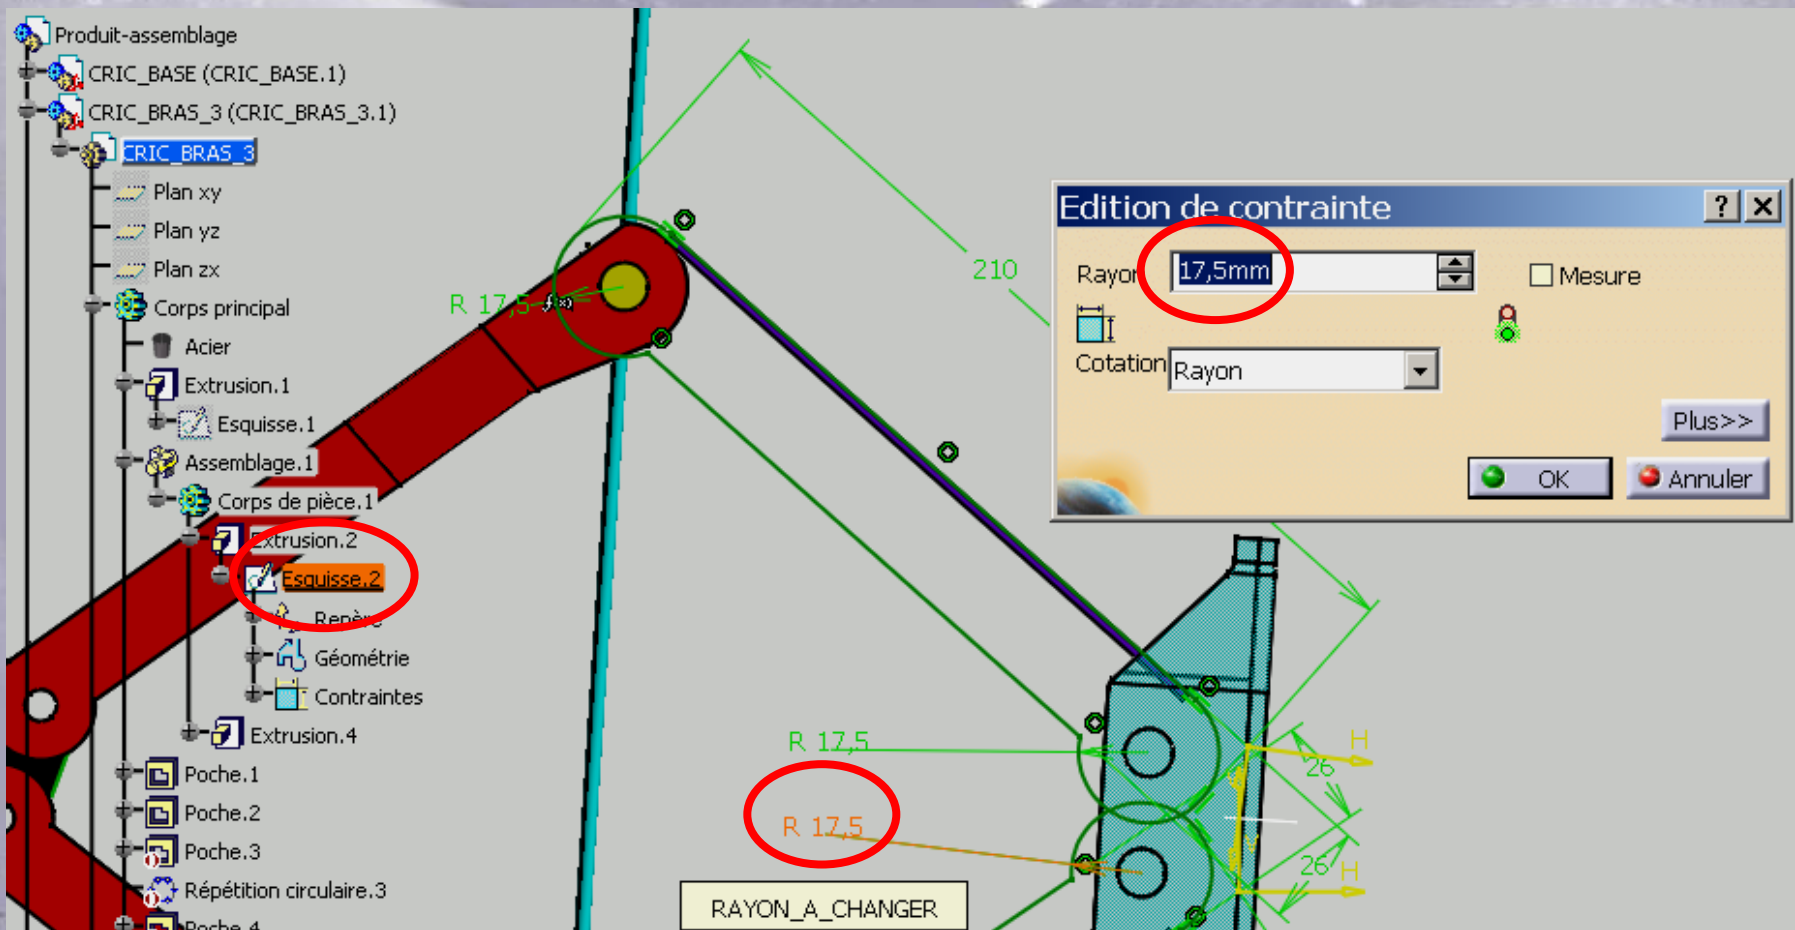 Produit-assemblage
CRIC_BASE (CRIC_BASE.1)
CRIC_BRAS_3 (CRIC_BRAS_3.1)
CRIC_BRAS_3
Plan xy
Plan yz
Plan zx
Corps principal
Acier
Extrusion.1
Esquisse.1
Assemblage.1
Corps de pièce.1
Extrusion.2
Esquisse.2
Repère
Géométrie
Contraintes
Extrusion.4
Poche.1
Poche.2
Poche.3
Répétition circulaire.3
Poche.4
R 17,5
f(x)
210
R 17,5
R 17,5
RAYON_A_CHANGER
H
26
V
26
H
Edition de contrainte
? X
Rayon 17,5mm Mesure
Cotation Rayon
Plus>>
OK Annuler